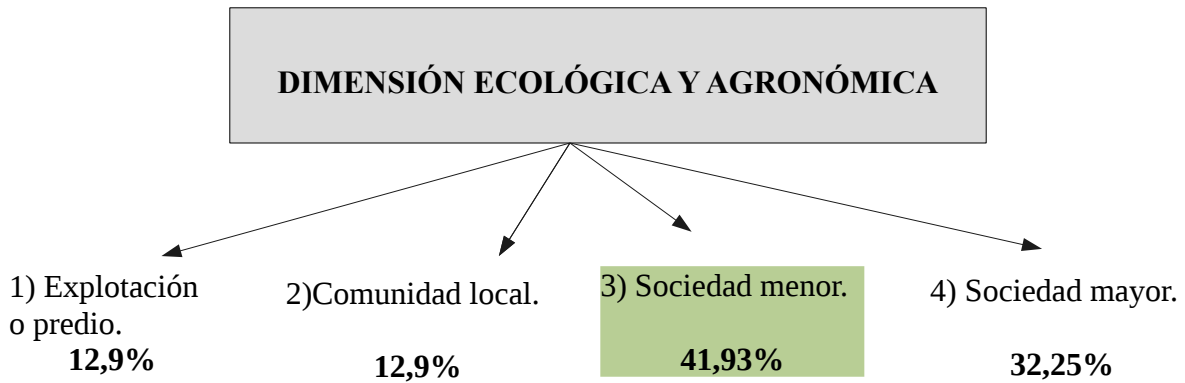 DIMENSIÓN ECOLÓGICA Y AGRONÓMICA
1) Explotación
o predio.
12,9%
2)Comunidad local.
12,9%
3) Sociedad menor.
41,93%
4) Sociedad mayor.
32,25%